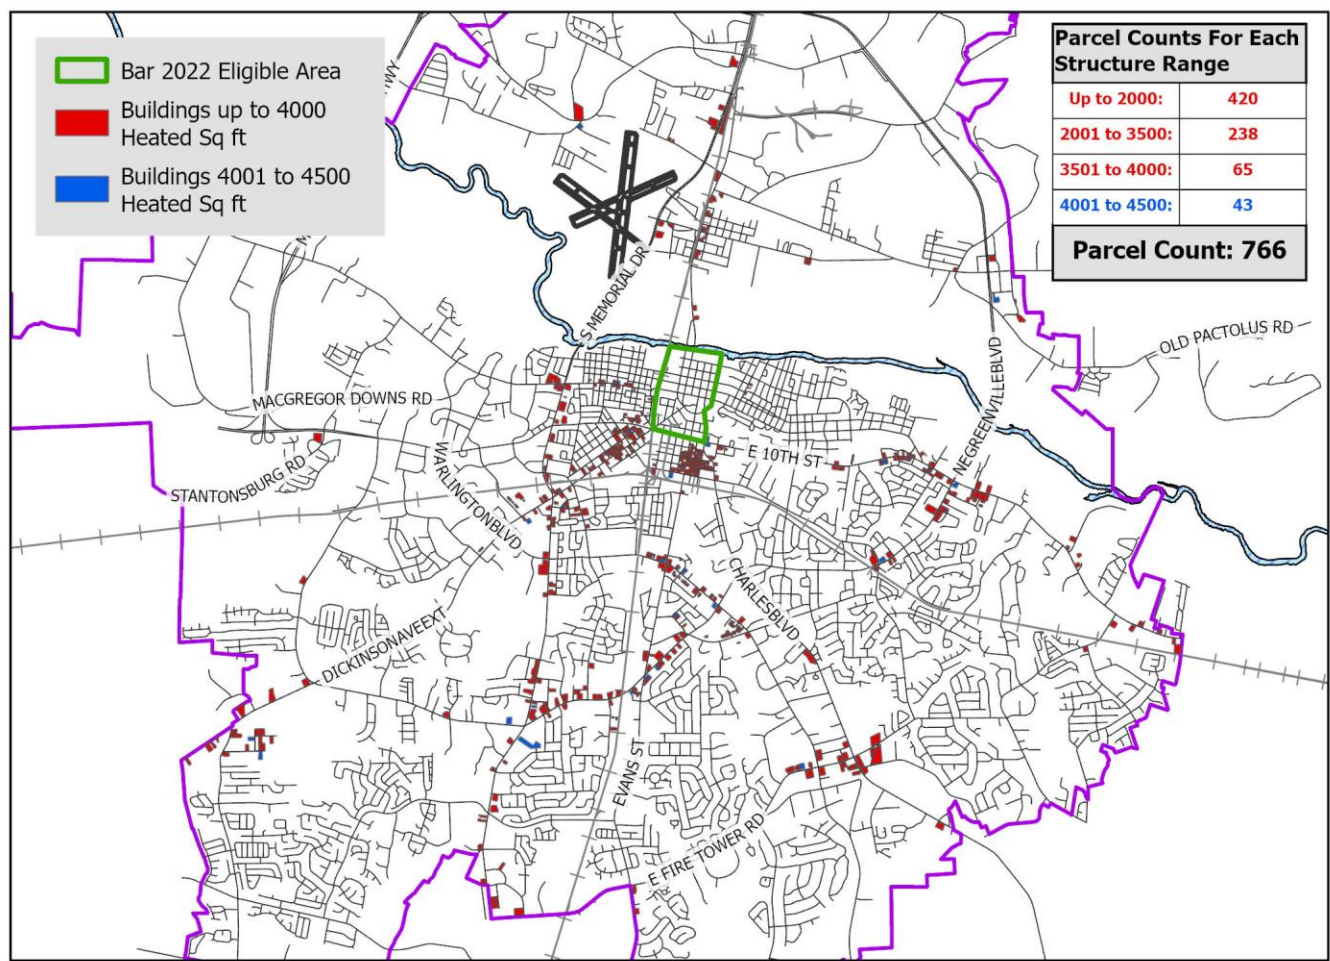 Bar 2022 Eligible Area
Buildings up to 4000
Heated Sq ft
Buildings 4001 to 4500
Heated Sq ft
Parcel Counts For Each
Structure Range
Up to 2000: 420
2001 to 3500: 238
3501 to 4000: 65
4001 to 4500: 43
Parcel Count: 766
HWY
S MEMORIAL DR
OLD PACTOLUS RD
MACGREGOR DOWNS RD
NEGREENVILLEBLVD
E 10TH ST
STANTONSBURG RD
WARLINGTONBLVD
CHARLESBLVD
DICKINSONAVEEXT
EVANS ST
E FIRE TOWER RD